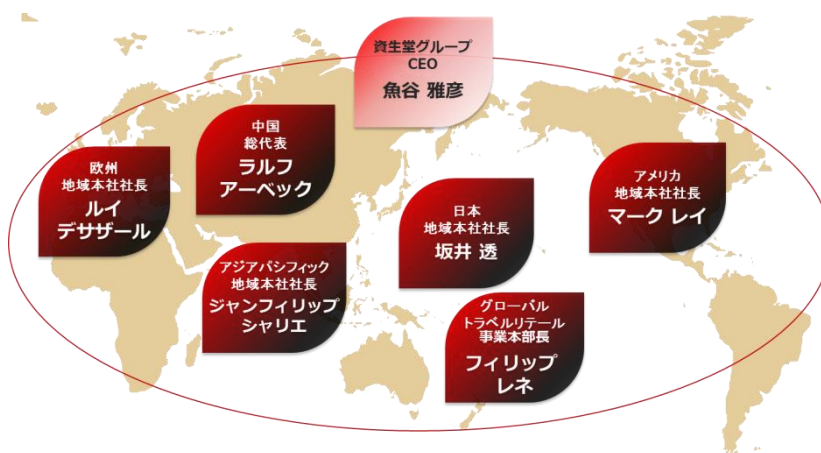 資生堂グループ
CEO
魚谷 雅彦
中国
総代表
ラルフ
アーベック
欧州
地域本社社長
ルイ
デサザール
アメリカ
地域本社社長
マーク レイ
日本
地域本社社長
坂井 透
アジアパシフィック
地域本社社長
ジャンフィリップ
シャリエ
グローバル
トラベルリテール
事業本部長
フィリップ
レネ